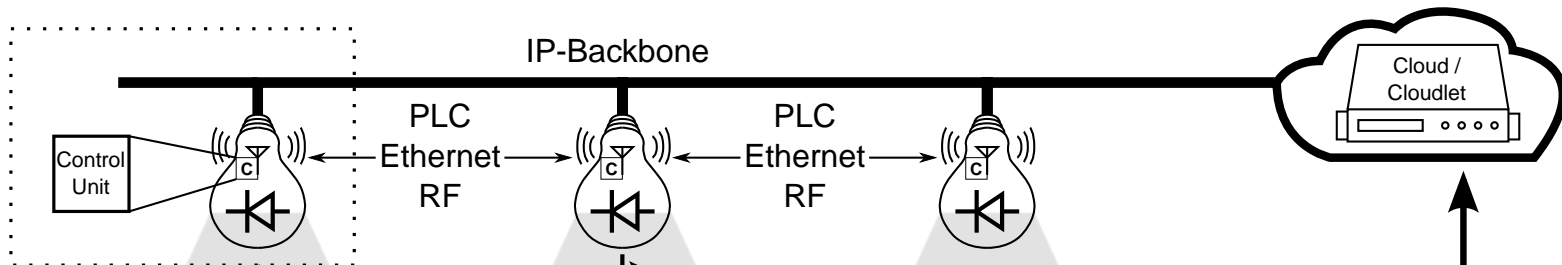 IP-Backbone
Cloud /
Cloudlet
PLC
Ethernet
RF
PLC
Ethernet
RF
Control
Unit
C
C
C